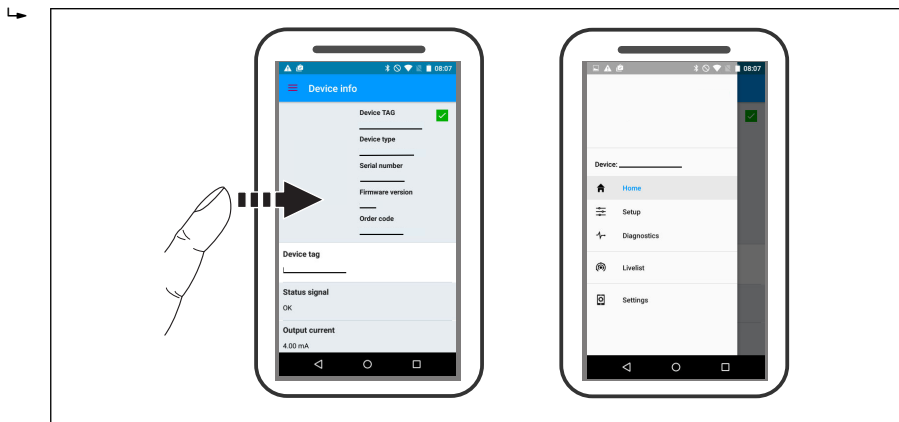 08:07
Device info
Device TAG
Device type
Serial number
Firmware version
Order code
Device tag
Status signal
OK
Output current
4.00 mA
08:07
Device:
Home
Setup
Diagnostics
Livelist
Settings